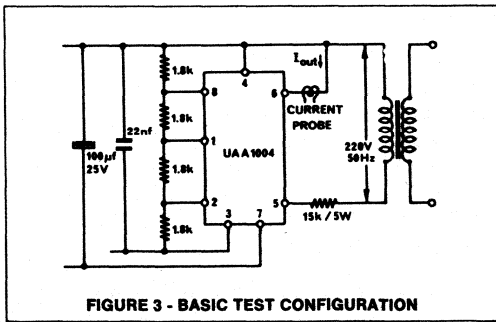 I out ↓
1.8k
4
8
6
CURRENT
PROBE
1.8k
22nf
1
UAA1004
220V
50Hz
100µf
25V
1.8k
2
5
15k / 5W
3
7
1.8k
FIGURE 3 - BASIC TEST CONFIGURATION